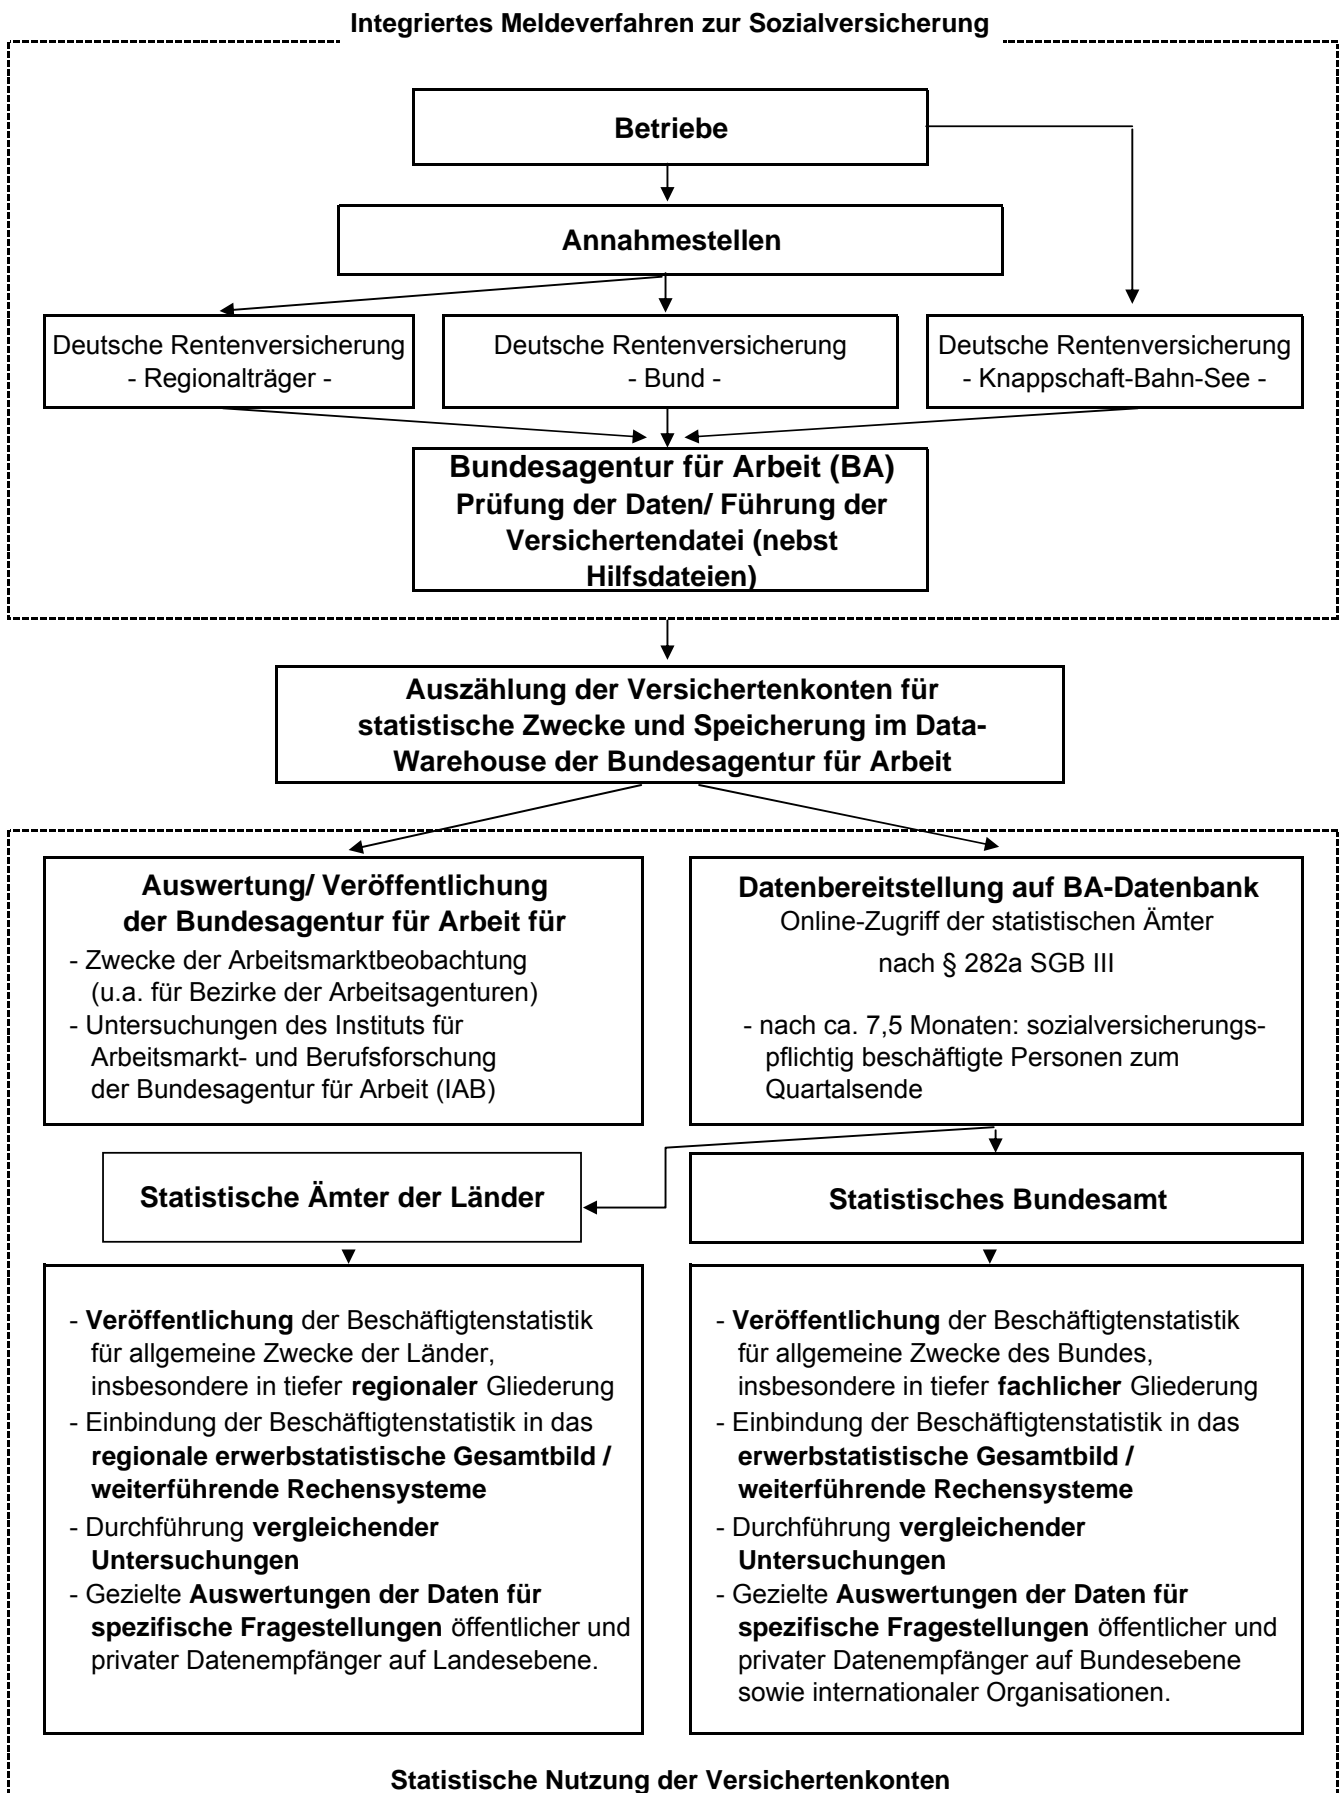 Integriertes Meldeverfahren zur Sozialversicherung
Betriebe
Annahmestellen
Deutsche Rentenversicherung
- Regionalträger -
Deutsche Rentenversicherung
- Bund -
Deutsche Rentenversicherung
- Knappschaft-Bahn-See -
Bundesagentur für Arbeit (BA)
Prüfung der Daten/ Führung der
Versichertendatei (nebst
Hilfsdateien)
Auszählung der Versichertenkonten für
statistische Zwecke und Speicherung im Data-
Warehouse der Bundesagentur für Arbeit
Auswertung/ Veröffentlichung
der Bundesagentur für Arbeit für
- Zwecke der Arbeitsmarktbeobachtung
(u.a. für Bezirke der Arbeitsagenturen)
- Untersuchungen des Instituts für
Arbeitsmarkt- und Berufsforschung
der Bundesagentur für Arbeit (IAB)
Datenbereitstellung auf BA-Datenbank
Online-Zugriff der statistischen Ämter
nach § 282a SGB III
- nach ca. 7,5 Monaten: sozialversicherungs-
pflichtig beschäftigte Personen zum
Quartalsende
Statistische Ämter der Länder
Statistisches Bundesamt
- Veröffentlichung der Beschäftigtenstatistik
für allgemeine Zwecke der Länder,
insbesondere in tiefer regionaler Gliederung
- Einbindung der Beschäftigtenstatistik in das
regionale erwerbstatistische Gesamtbild /
weiterführende Rechensysteme
- Durchführung vergleichender
Untersuchungen
- Gezielte Auswertungen der Daten für
spezifische Fragestellungen öffentlicher und
privater Datenempfänger auf Landesebene.
- Veröffentlichung der Beschäftigtenstatistik
für allgemeine Zwecke des Bundes,
insbesondere in tiefer fachlicher Gliederung
- Einbindung der Beschäftigtenstatistik in das
erwerbstatistische Gesamtbild /
weiterführende Rechensysteme
- Durchführung vergleichender
Untersuchungen
- Gezielte Auswertungen der Daten für
spezifische Fragestellungen öffentlicher und
privater Datenempfänger auf Bundesebene
sowie internationaler Organisationen.
Statistische Nutzung der Versichertenkonten